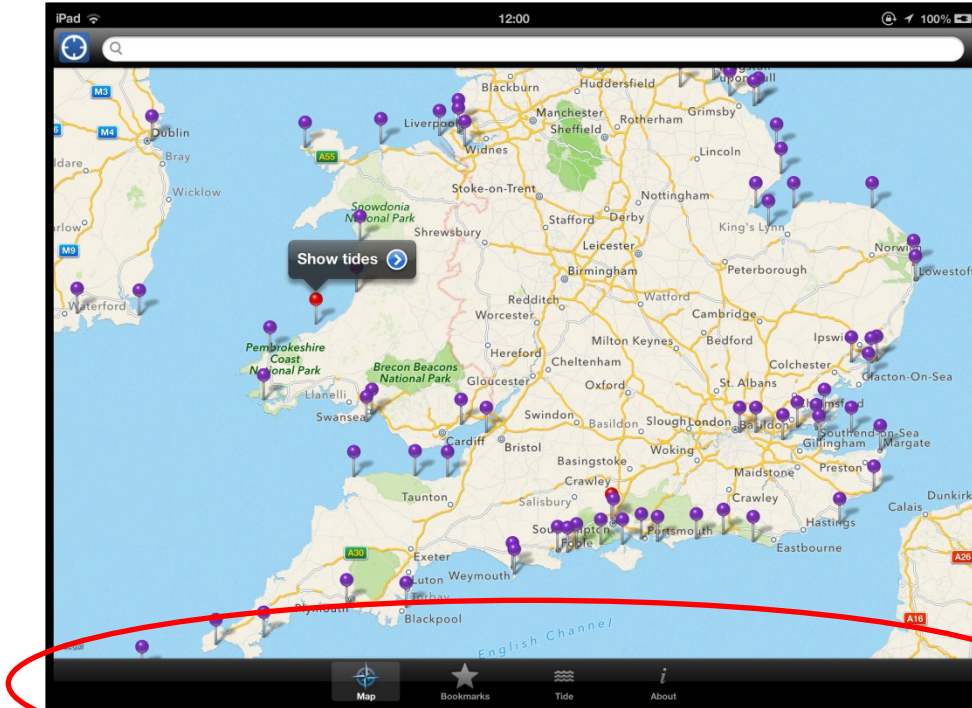 iPad
12:00
100%
M3
Blackburn
Huddersfield
Manchester
Rotherham
Grimsby
Sheffield
M4
Dublin
Liverpool
Widnes
Lincoln
A55
Bray
Wicklow
Stoke-on-Trent
Nottingham
Snowdonia
National Park
Stafford
Derby
King's Lynn
Shrewsbury
M9
Leicester
Norwich
Show tides
Birmingham
Peterborough
Lowestoft
Waterford
Redditch
Watford
Worcester
Cambridge
Pembrokeshire
Coast
National Park
Milton Keynes
Bedford
Hereford
Cheltenham
Brecon Beacons
National Park
Colchester
Clacton-On-Sea
Gloucester
Oxford
St. Albans
Llanelli
Swansea
Swindon
Basildon
Slough
London
Basildon
Southend-on-Sea
Cardiff
Bristol
Gillingham
Margate
Woking
Basingstoke
Maidstone
Preston
Crawley
Taunton
Salisbury
Crawley
Dunkirk
Calais
Portsmouth
Hastings
Eastbourne
A30
Exeter
A26
Luton
Weymouth
Torbay
Plymouth
Blackpool
A16
English Channel
Map
Bookmarks
Tide
i
About